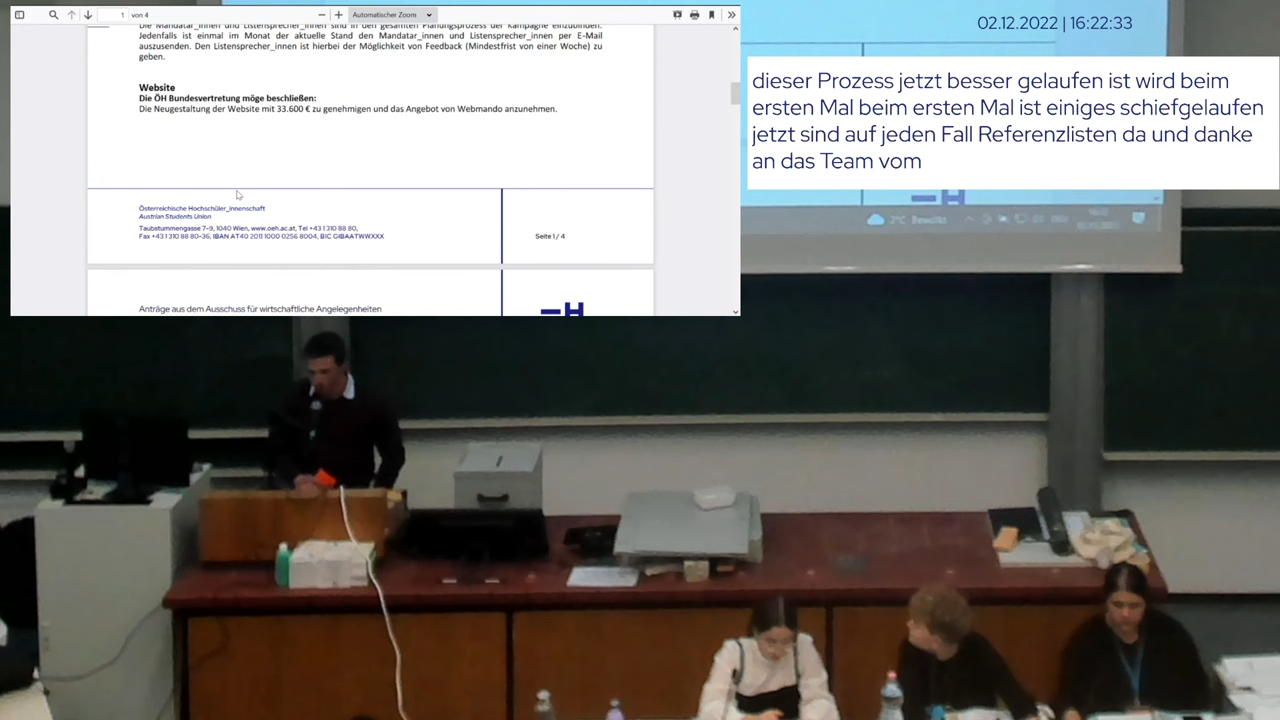 1 von 4
Automatischer Zoom
Die Mandatar_innen und Listensprecher_innen sind in den gesamten Planungsprozess der Kampagne einzubinden.
Jedenfalls ist einmal im Monat der aktuelle Stand den Mandatar_innen und Listensprecher_innen per E-Mail
auszusenden. Den Listensprecher_innen ist hierbei der Möglichkeit von Feedback (Mindestfrist von einer Woche) zu
geben.
Website
Die ÖH Bundesvertretung möge beschließen:
Die Neugestaltung der Website mit 33.600 € zu genehmigen und das Angebot von Webmando anzunehmen.
Österreichische Hochschüler_innenschaft
Austrian Students Union
Taubstummengasse 7-9, 1040 Wien, www.oeh.ac.at, Tel +43 1 310 88 80,
Fax +43 1 310 88 80-36, IBAN AT40 2011 1000 0256 8004, BIC GIBAATWWXXX
Seite 1 / 4
Anträge aus dem Ausschuss für wirtschaftliche Angelegenheiten
02.12.2022 | 16:22:33
dieser Prozess jetzt besser gelaufen ist wird beim
ersten Mal beim ersten Mal ist einiges schiefgelaufen
jetzt sind auf jeden Fall Referenzlisten da und danke
an das Team vom
2°C Bewölkt